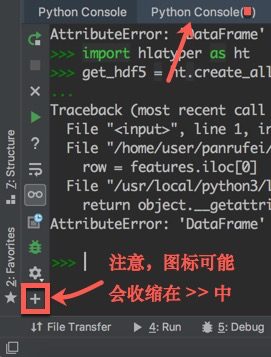 Python Console
Python Console(
AttributeError: 'DataFrame'
>>> import hlatyper as ht
>>> get_hdf5 = ht.create_all
...
Traceback (most recent call
File "<input>", line 1, in
File "/home/user/panrufei/
row = features.iloc[0]
File "/usr/local/python3/l
return object.__getattri
AttributeError: 'DataFrame'
>>>
注意，图标可能
会收缩在 >> 中
Z: Structure
2: Favorites
File Transfer
4: Run
5: Debug